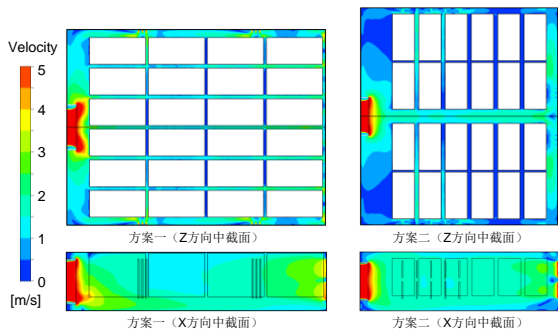 Velocity
5
4
3
2
1
0
[m/s]
方案一（Z方向中截面）
方案二（Z方向中截面）
方案一（X方向中截面）
方案二（X方向中截面）